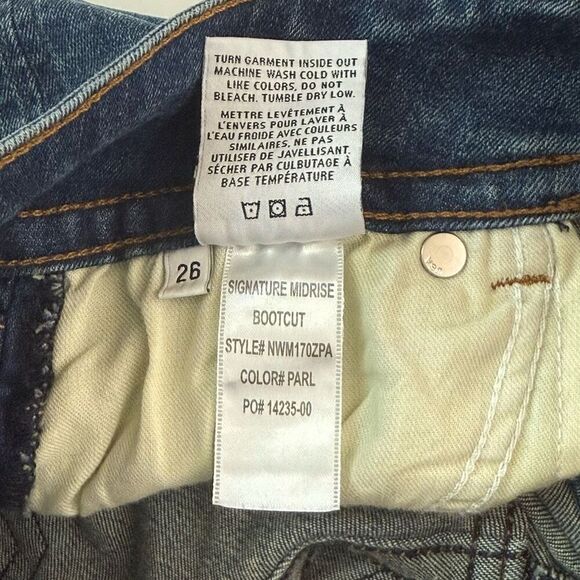 TURN GARMENT INSIDE OUT
MACHINE WASH COLD WITH
LIKE COLORS, DO NOT
BLEACH. TUMBLE DRY LOW.
METTRE LEVÊTEMENT À
L'ENVERS POUR LAVER À
L'EAU FROIDE AVEC COULEURS
SIMILAIRES, NE PAS
UTILISER DE JAVELLISANT.
SÉCHER PAR CULBUTAGE À
BASE TEMPÉRATURE
26
SIGNATURE MIDRISE
BOOTCUT
STYLE# NWM170ZPA
COLOR# PARL
PO# 14235-00